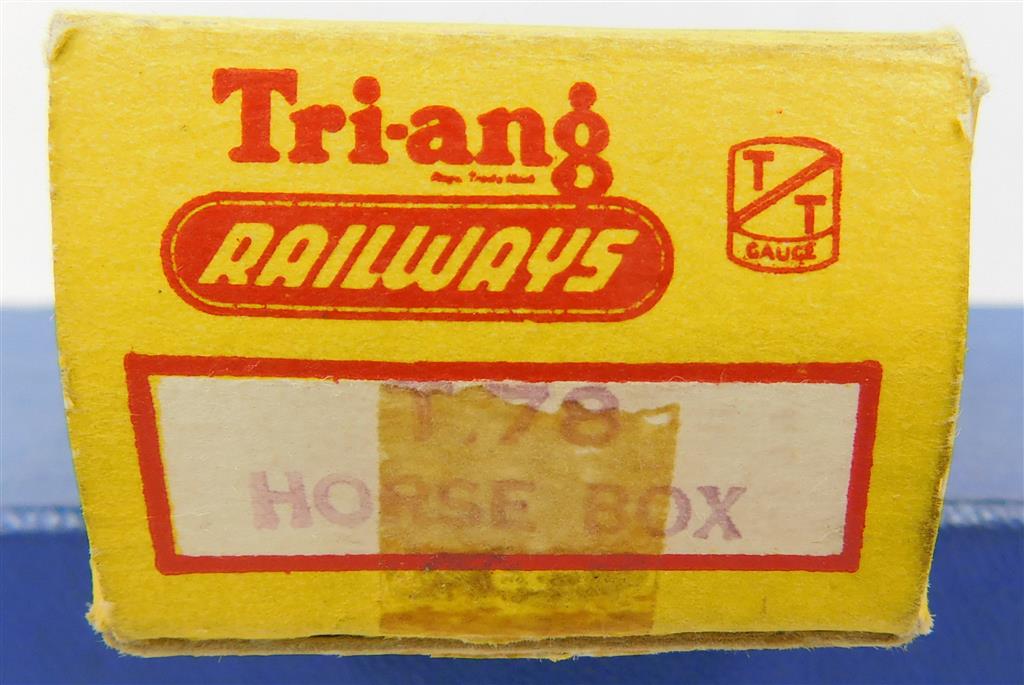 Tri-ang
Regd. Trade Mark
RAILWAYS
T T
GAUGE
T.78
HORSE BOX